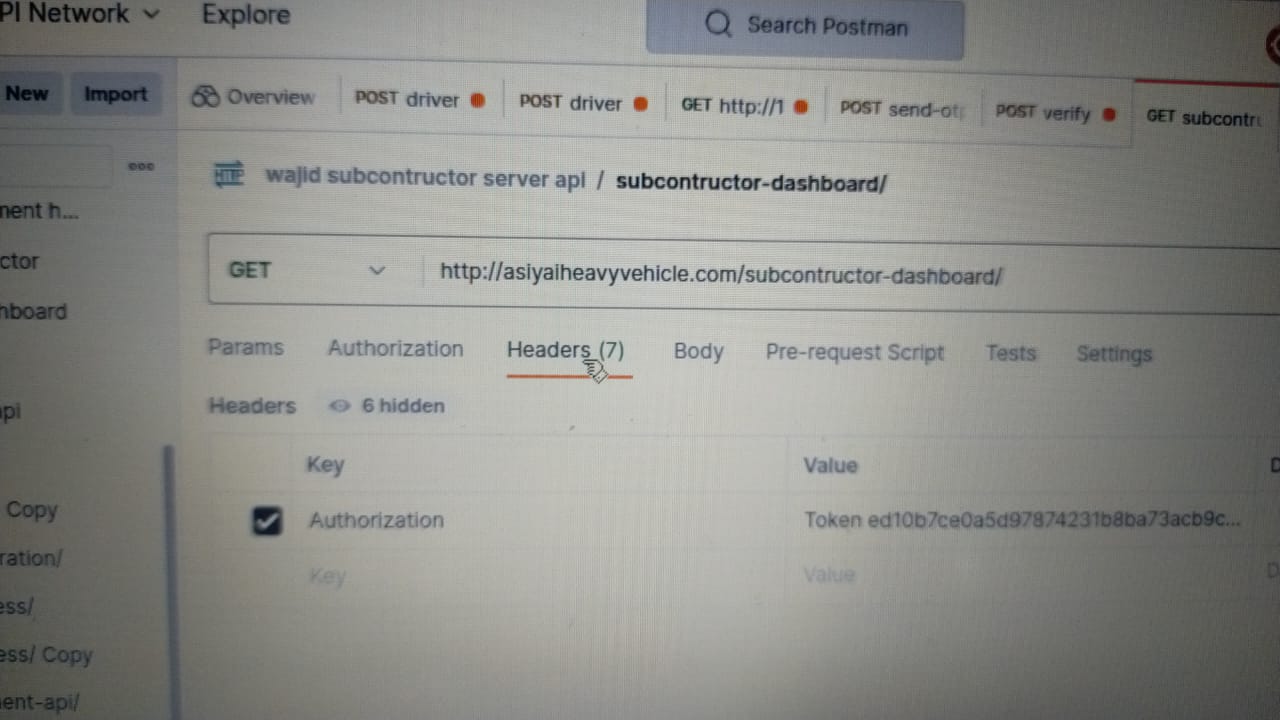 PI Network Explore Search Postman
New Import Overview POST driver POST driver GET http://1 POST send-ot POST verify GET subcontr
ooo
wajid subcontructor server api / subcontructor-dashboard/
nent h...
GET http://asiyaiheavyvehicle.com/subcontructor-dashboard/
ctor
nboard
Params Authorization Headers (7) Body Pre-request Script Tests Settings
Headers 6 hidden
api
Key Value D
Copy
Authorization Token ed10b7ce0a5d97874231b8ba73acb9c...
ration/
Key Value D
ess/
ess/ Copy
ent-api/